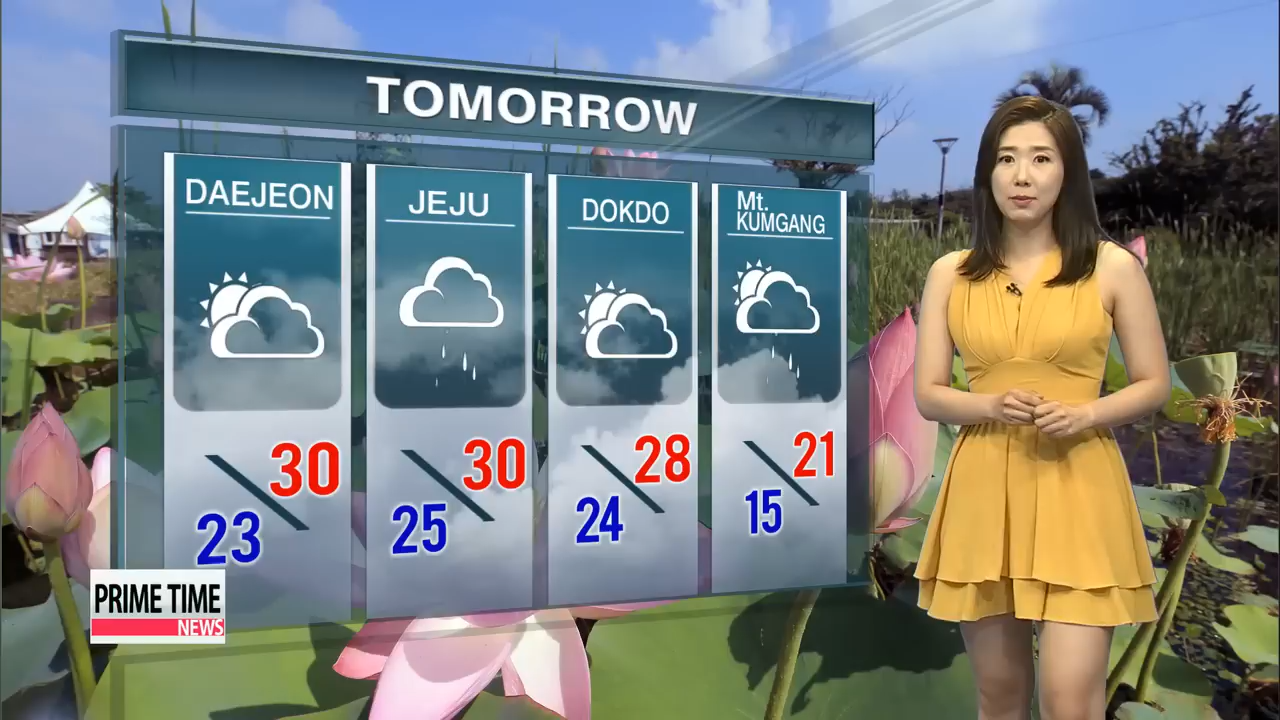 TOMORROW
DAEJEON
JEJU
DOKDO
Mt.
KUMGANG
30
23
30
25
28
24
21
15
PRIME TIME
NEWS